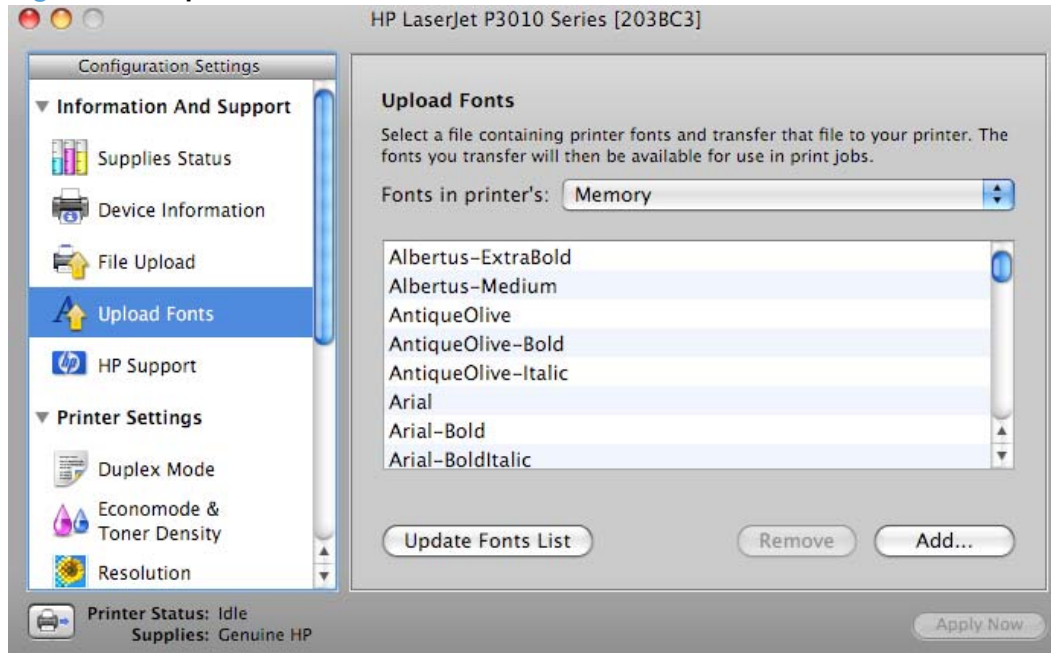 HP LaserJet P3010 Series [203BC3]
Configuration Settings
Information And Support
Supplies Status
Device Information
File Upload
Upload Fonts
HP Support
Printer Settings
Duplex Mode
Economode &
Toner Density
Resolution
Upload Fonts
Select a file containing printer fonts and transfer that file to your printer. The
fonts you transfer will then be available for use in print jobs.
Fonts in printer's: Memory
Albertus-ExtraBold
Albertus-Medium
AntiqueOlive
AntiqueOlive-Bold
AntiqueOlive-Italic
Arial
Arial-Bold
Arial-BoldItalic
Update Fonts List
Remove
Add...
Printer Status: Idle
Supplies: Genuine HP
Apply Now